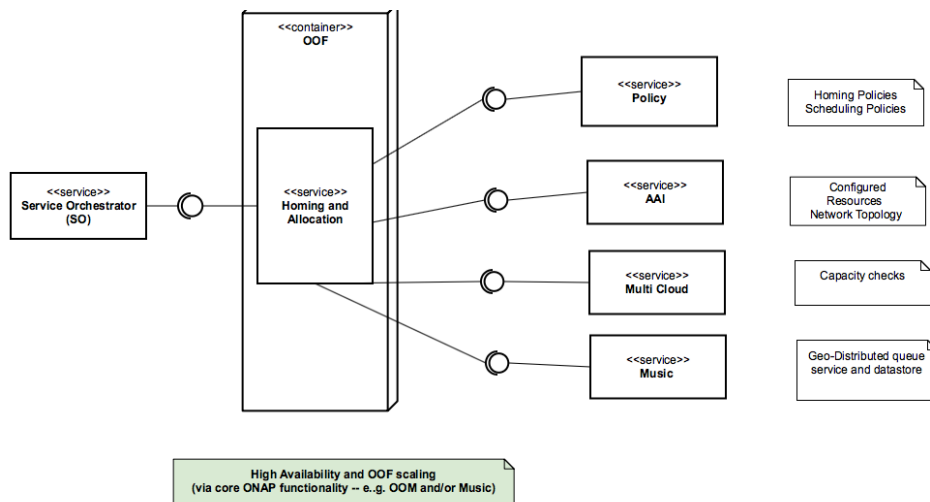 <<container>>
OOF
<<service>>
Policy
Homing Policies
Scheduling Policies
<<service>>
Service Orchestrator
(SO)
<<service>>
Homing and
Allocation
<<service>>
AAI
Configured
Resources
Network Topology
<<service>>
Multi Cloud
Capacity checks
<<service>>
Music
Geo-Distributed queue
service and datastore
High Availability and OOF scaling
(via core ONAP functionality -- e..g. OOM and/or Music)